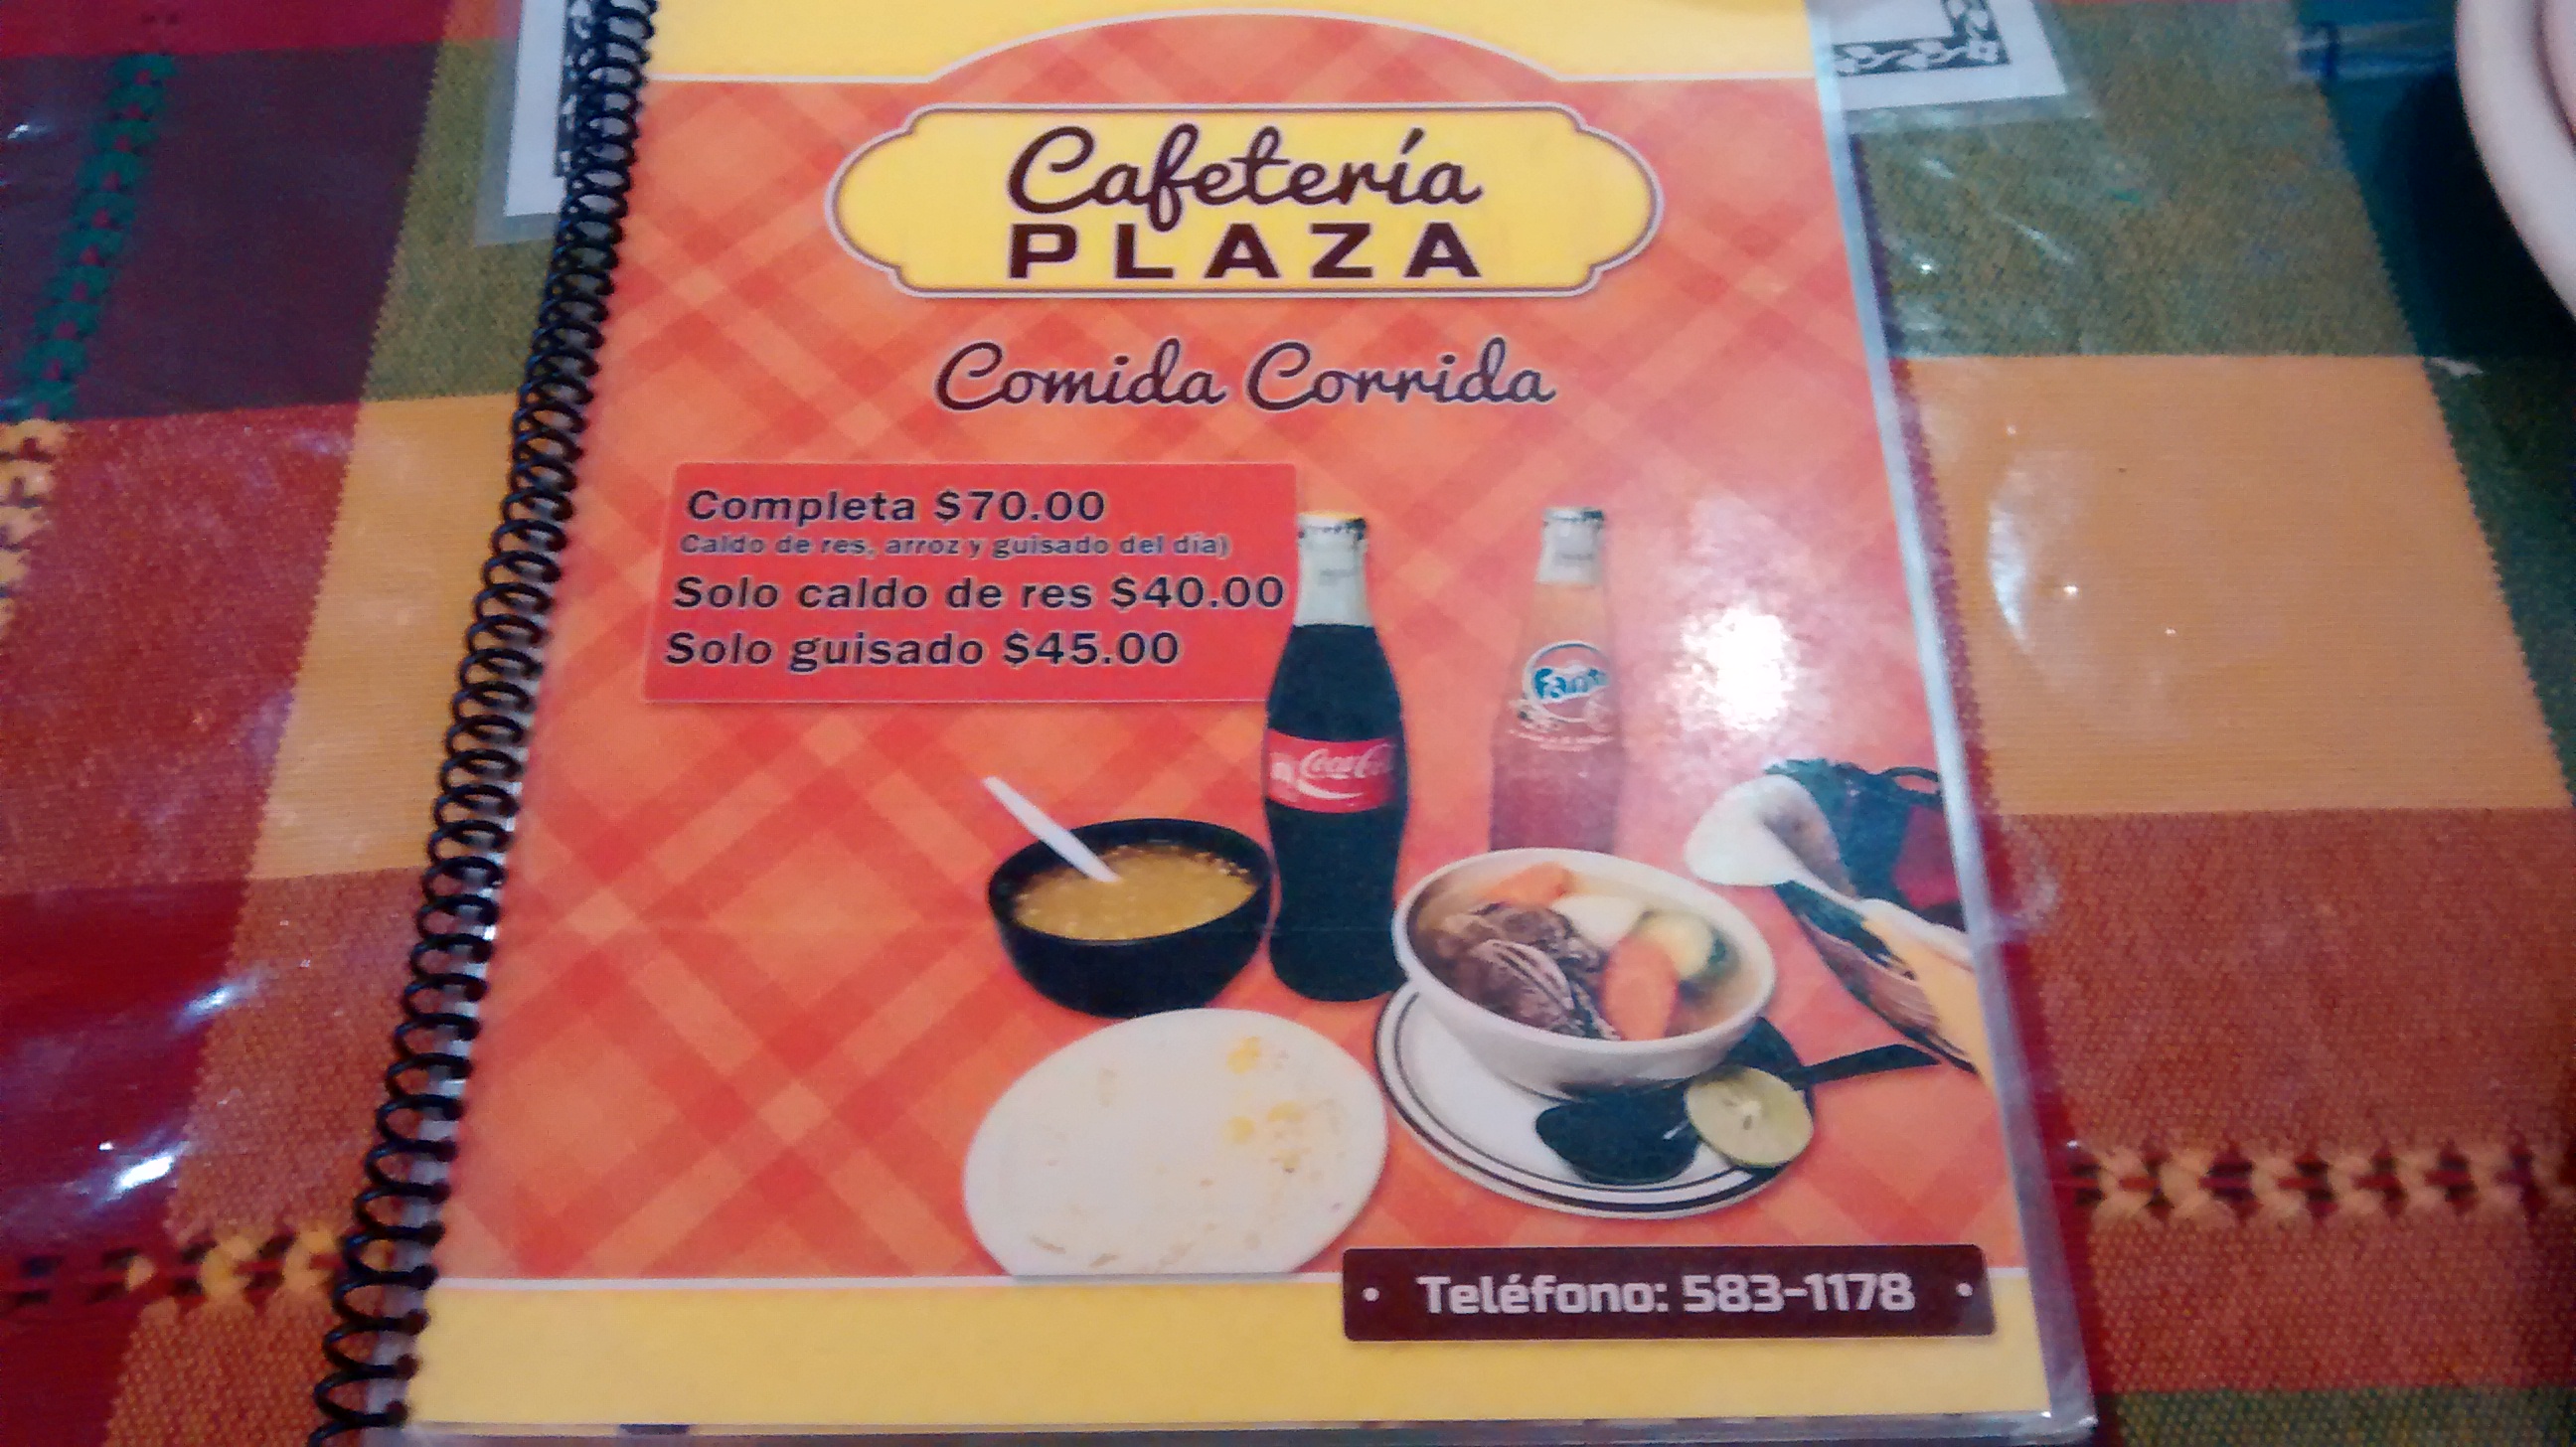 Cafetería
PLAZA
Comida Corrida
Completa $70.00
Caldo de res, arroz y guisado del día)
Solo caldo de res $40.00
Solo guisado $45.00
Fanta
Coca-Cola
Teléfono: 583-1178